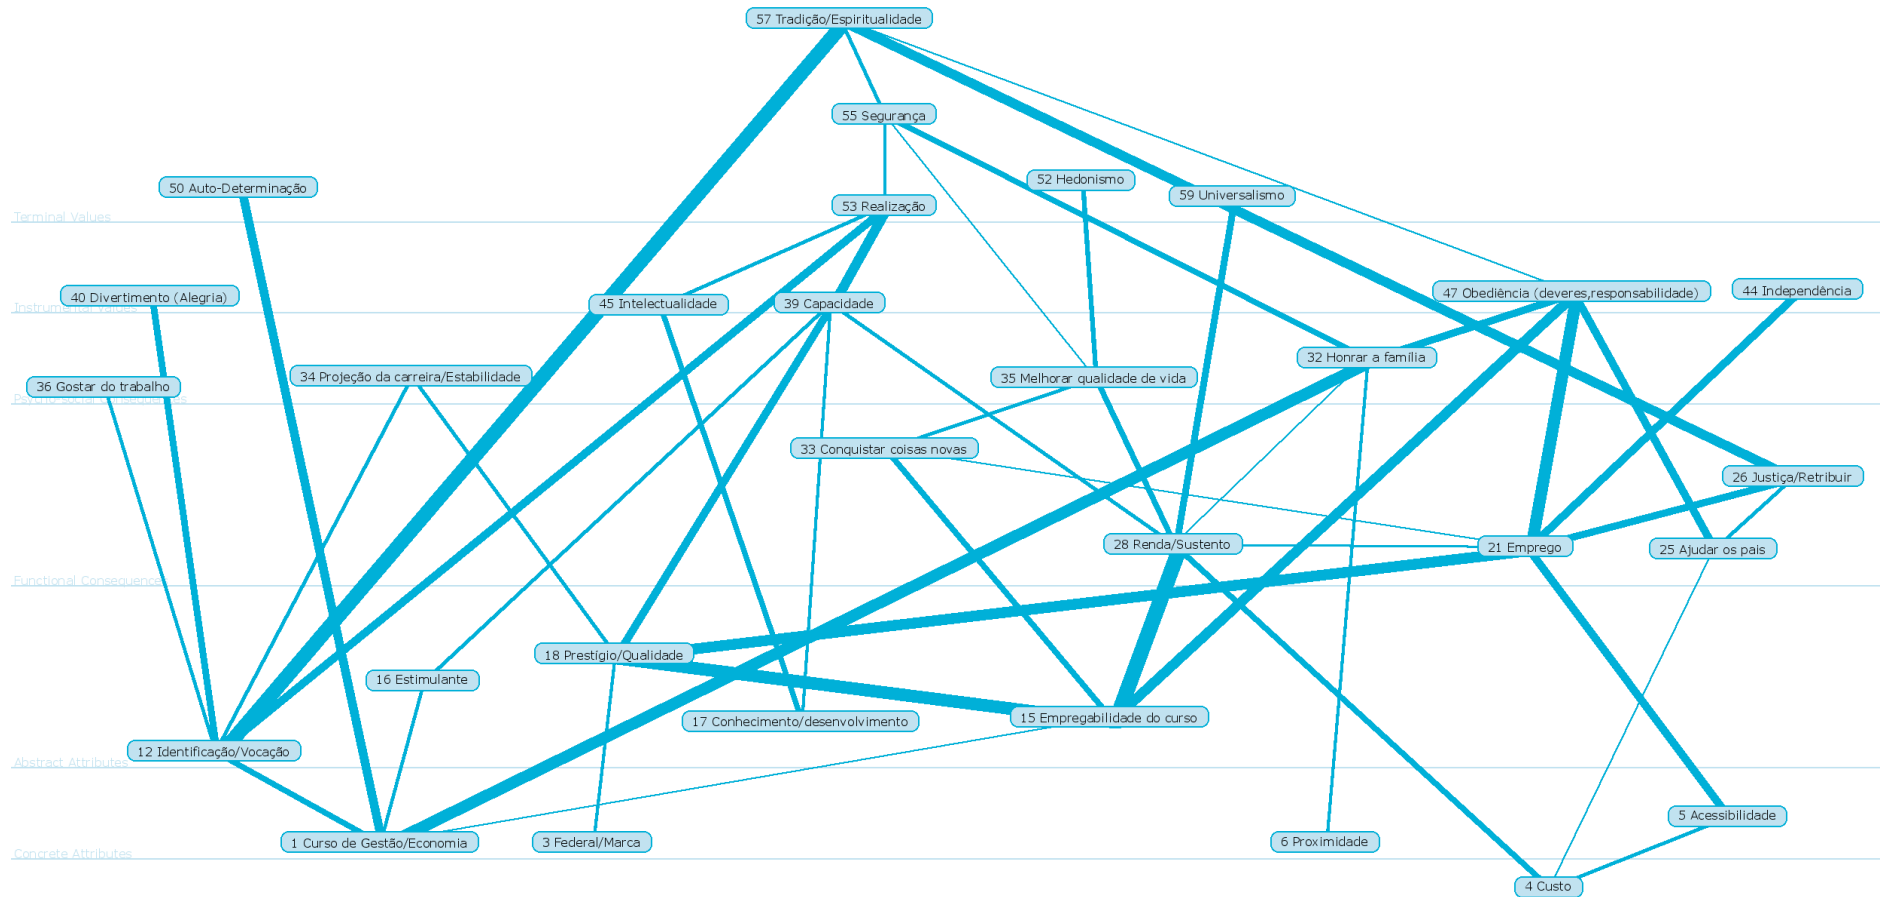 57 Tradição/Espiritualidade
55 Segurança
50 Auto-Determinação
52 Hedonismo
59 Universalismo
53 Realização
Terminal Values
40 Divertimento (Alegria)
45 Intelectualidade
39 Capacidade
47 Obediência (deveres,responsabilidade)
44 Independência
Instrumental Values
36 Gostar do trabalho
34 Projeção da carreira/Estabilidade
35 Melhorar qualidade de vida
32 Honrar a família
Psycho-social Consequences
33 Conquistar coisas novas
26 Justiça/Retribuir
28 Renda/Sustento
21 Emprego
25 Ajudar os pais
Functional Consequence
18 Prestígio/Qualidade
16 Estimulante
17 Conhecimento/desenvolvimento
15 Empregabilidade do curso
12 Identificação/Vocação
Abstract Attributes
5 Acessibilidade
1 Curso de Gestão/Economia
3 Federal/Marca
6 Proximidade
Concrete Attributes
4 Custo